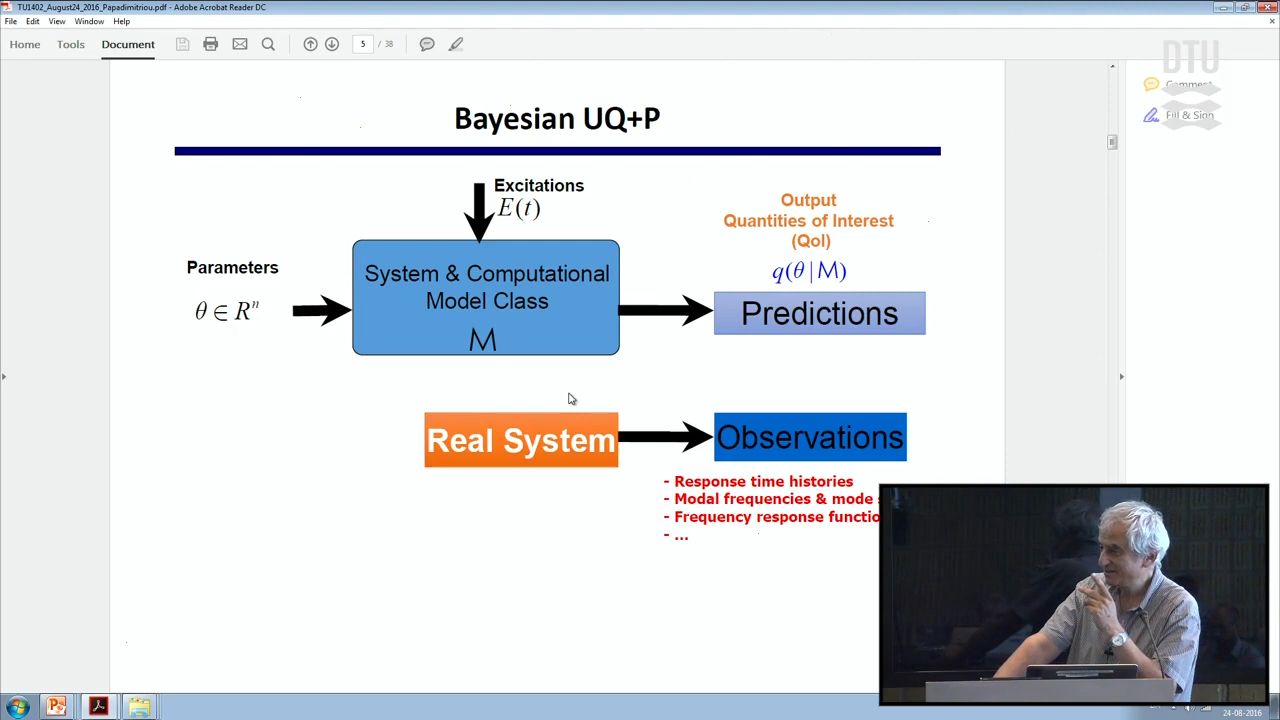 TU1402_August24_2016_Papadimitriou.pdf - Adobe Acrobat Reader DC
File Edit View Window Help
Home Tools Document 5 / 38
DTU
Comment
Fill & Sign
Bayesian UQ+P
Excitations
E(t)
Output
Quantities of Interest
(QoI)
q(θ | M)
Parameters
θ ∈ Rⁿ
System & Computational
Model Class
M
Predictions
Real System
Observations
- Response time histories
- Modal frequencies & mode
- Frequency response functio
- ...
24-08-2016